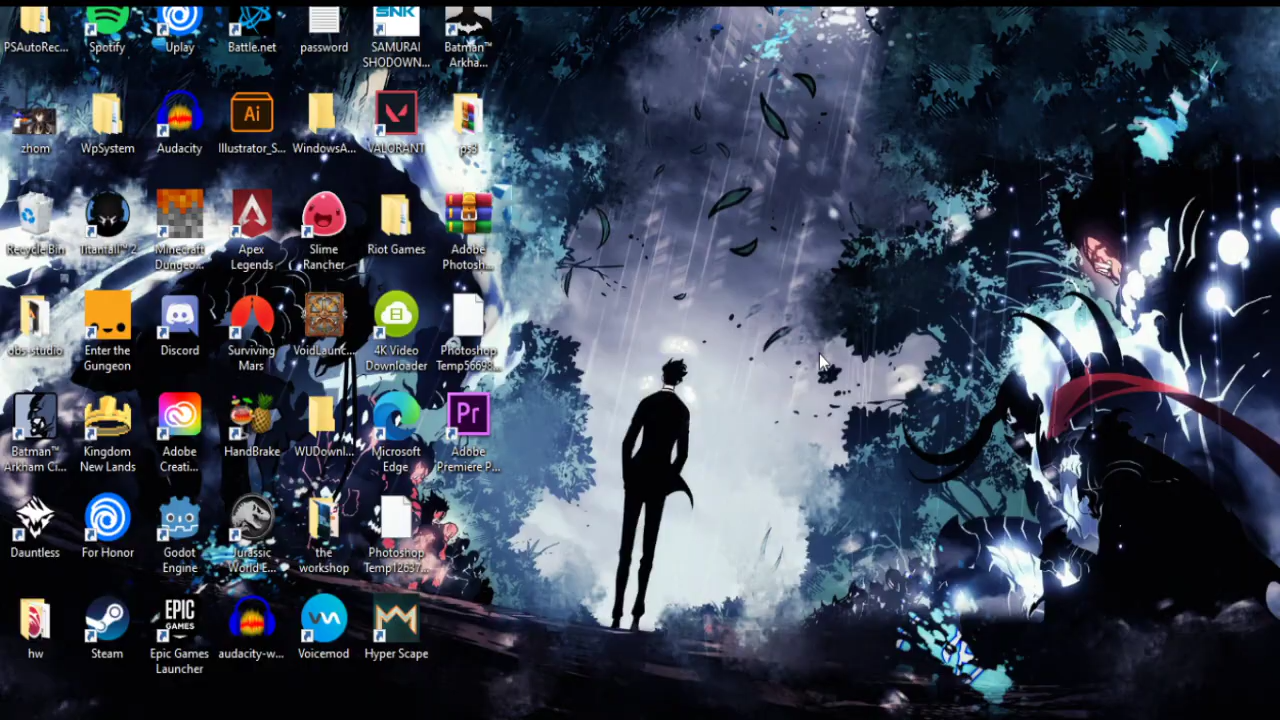 PSAutoRec...
Spotify
Uplay
Battle.net
password
SNK
SAMURAI
SHODOWN...
Batman™
Arkha...
zhom
WpSystem
Audacity
Ai
Illustrator_S...
WindowsA...
VALORANT
ps3
Recycle Bin
Titanfall™ 2
Minecraft
Dungeo...
Apex
Legends
Slime
Rancher
Riot Games
Adobe
Photosh...
obs-studio
Enter the
Gungeon
Discord
Surviving
Mars
VoidLaunc...
4K Video
Downloader
Photoshop
Temp56698...
Batman™
Arkham Ci...
Kingdom
New Lands
Adobe
Creati...
HandBrake
WUDownl...
Microsoft
Edge
Pr
Adobe
Premiere P...
Dauntless
For Honor
Godot
Engine
Jurassic
World E...
the
workshop
Photoshop
Temp12637...
hw
Steam
EPIC
GAMES
Epic Games
Launcher
audacity-w...
Voicemod
Hyper Scape